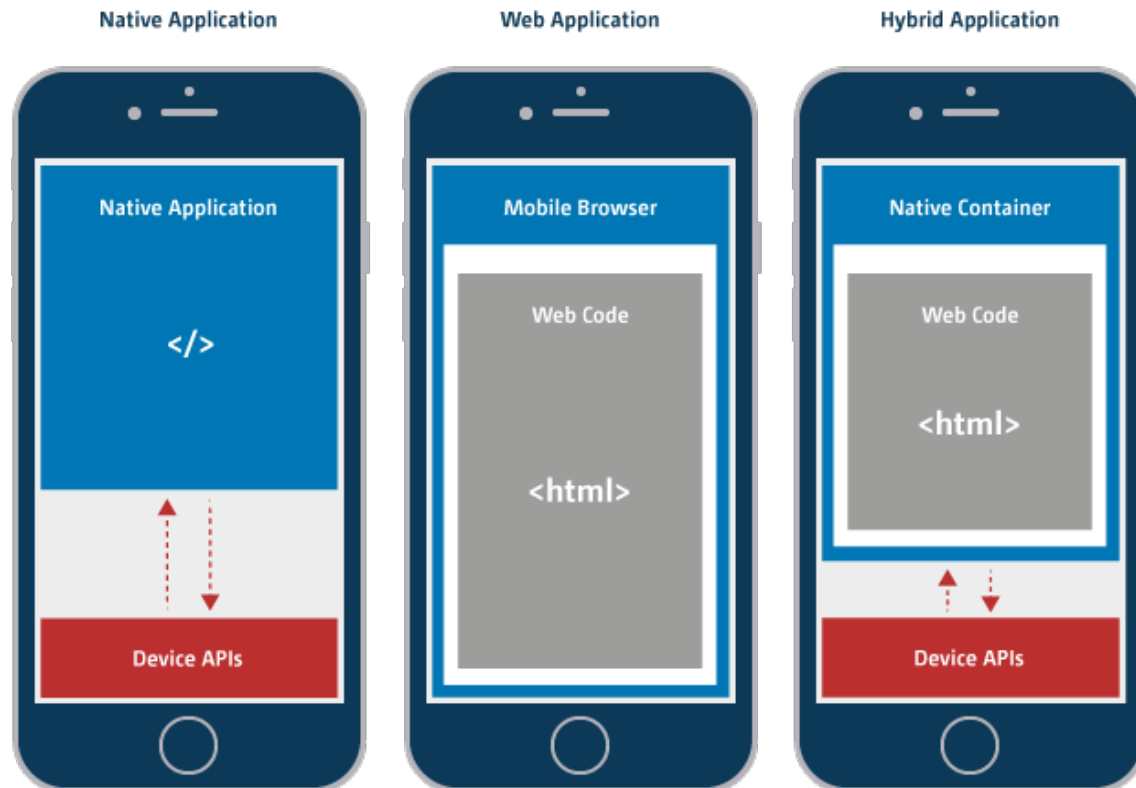 Native Application
Web Application
Hybrid Application
Native Application
</>
Device APIs
Mobile Browser
Web Code
<html>
Native Container
Web Code
<html>
Device APIs